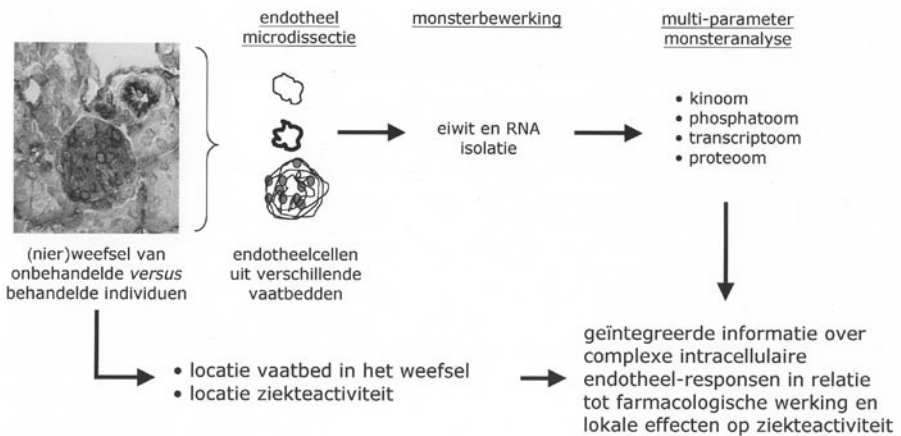 endotheel
microdissectie
monsterbewerking
multi-parameter
monsteranalyse
eiwit en RNA
isolatie
• kinoom
• phosphatoom
• transcriptoom
• proteoom
(nier)weefsel van
onbehandelde versus
behandelde individuen
endotheelcellen
uit verschillende
vaatbedden
• locatie vaatbed in het weefsel
• locatie ziekteactiviteit
geïntegreerde informatie over
complexe intracellulaire
endotheel-responsen in relatie
tot farmacologische werking en
lokale effecten op ziekteactiviteit